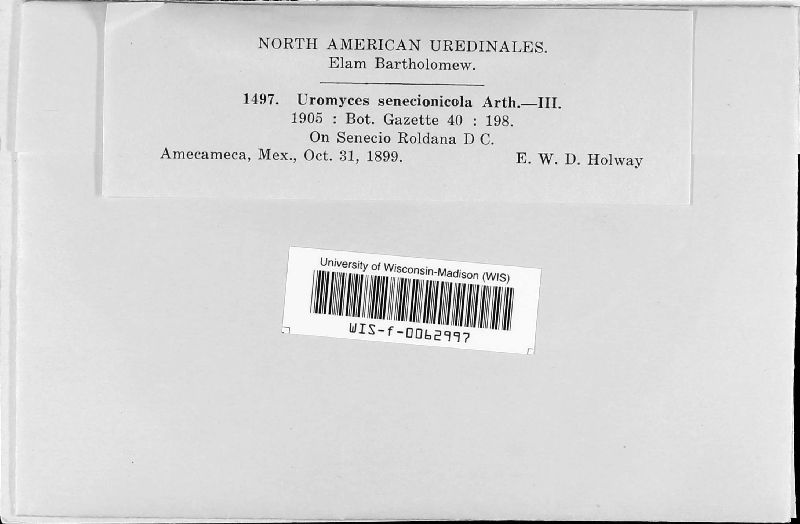 NORTH AMERICAN UREDINALES.
Elam Bartholomew.
1497. Uromyces senecionicola Arth.—III.
1905 : Bot. Gazette 40 : 198.
On Senecio Roldana D C.
Amecameca, Mex., Oct. 31, 1899. E. W. D. Holway
University of Wisconsin-Madison (WIS)
WIS-f-0062997